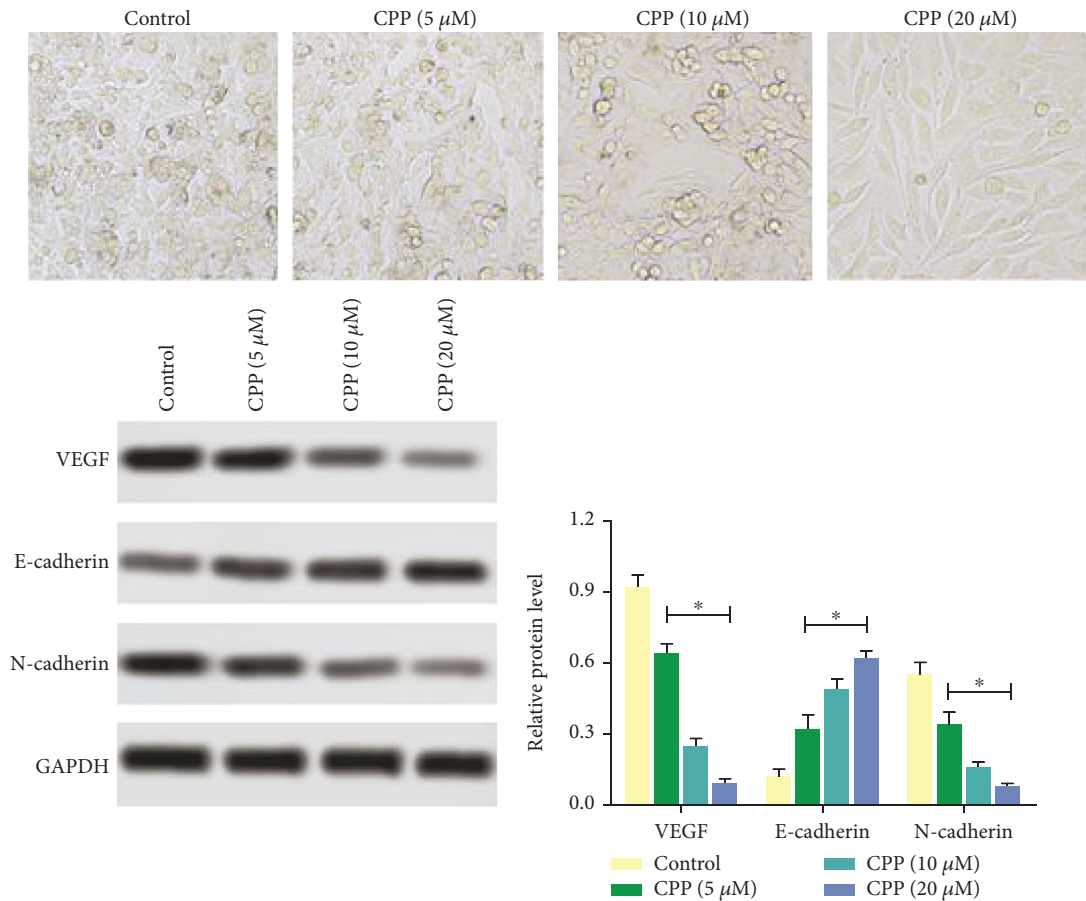 Control
CPP (5 μM)
CPP (10 μM)
CPP (20 μM)
Control
CPP (5 μM)
CPP (10 μM)
CPP (20 μM)
VEGF
E-cadherin
N-cadherin
GAPDH
Relative protein level
1.2
0.9
0.6
0.3
0.0
*
*
*
VEGF
E-cadherin
N-cadherin
Control
CPP (5 μM)
CPP (10 μM)
CPP (20 μM)